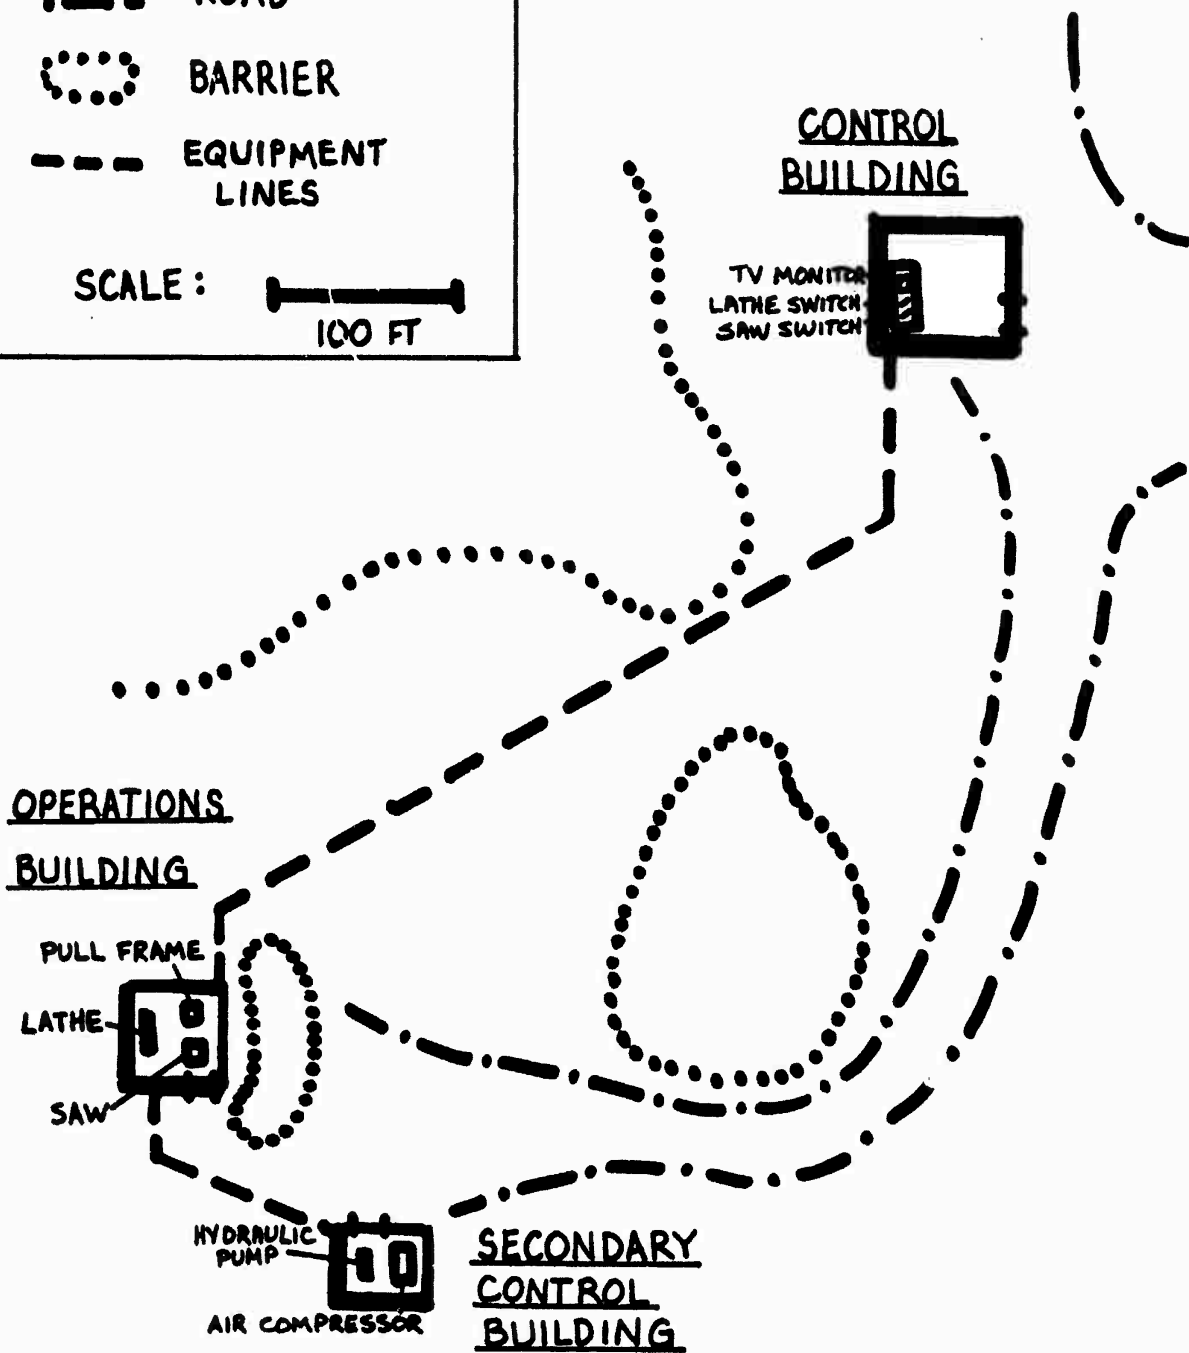 ROAD
BARRIER
EQUIPMENT
LINES
SCALE:
100 FT
CONTROL
BUILDING
TV MONITOR
LATHE SWITCH
SAW SWITCH
OPERATIONS
BUILDING
PULL FRAME
LATHE
SAW
HYDRAULIC
PUMP
AIR COMPRESSOR
SECONDARY
CONTROL
BUILDING